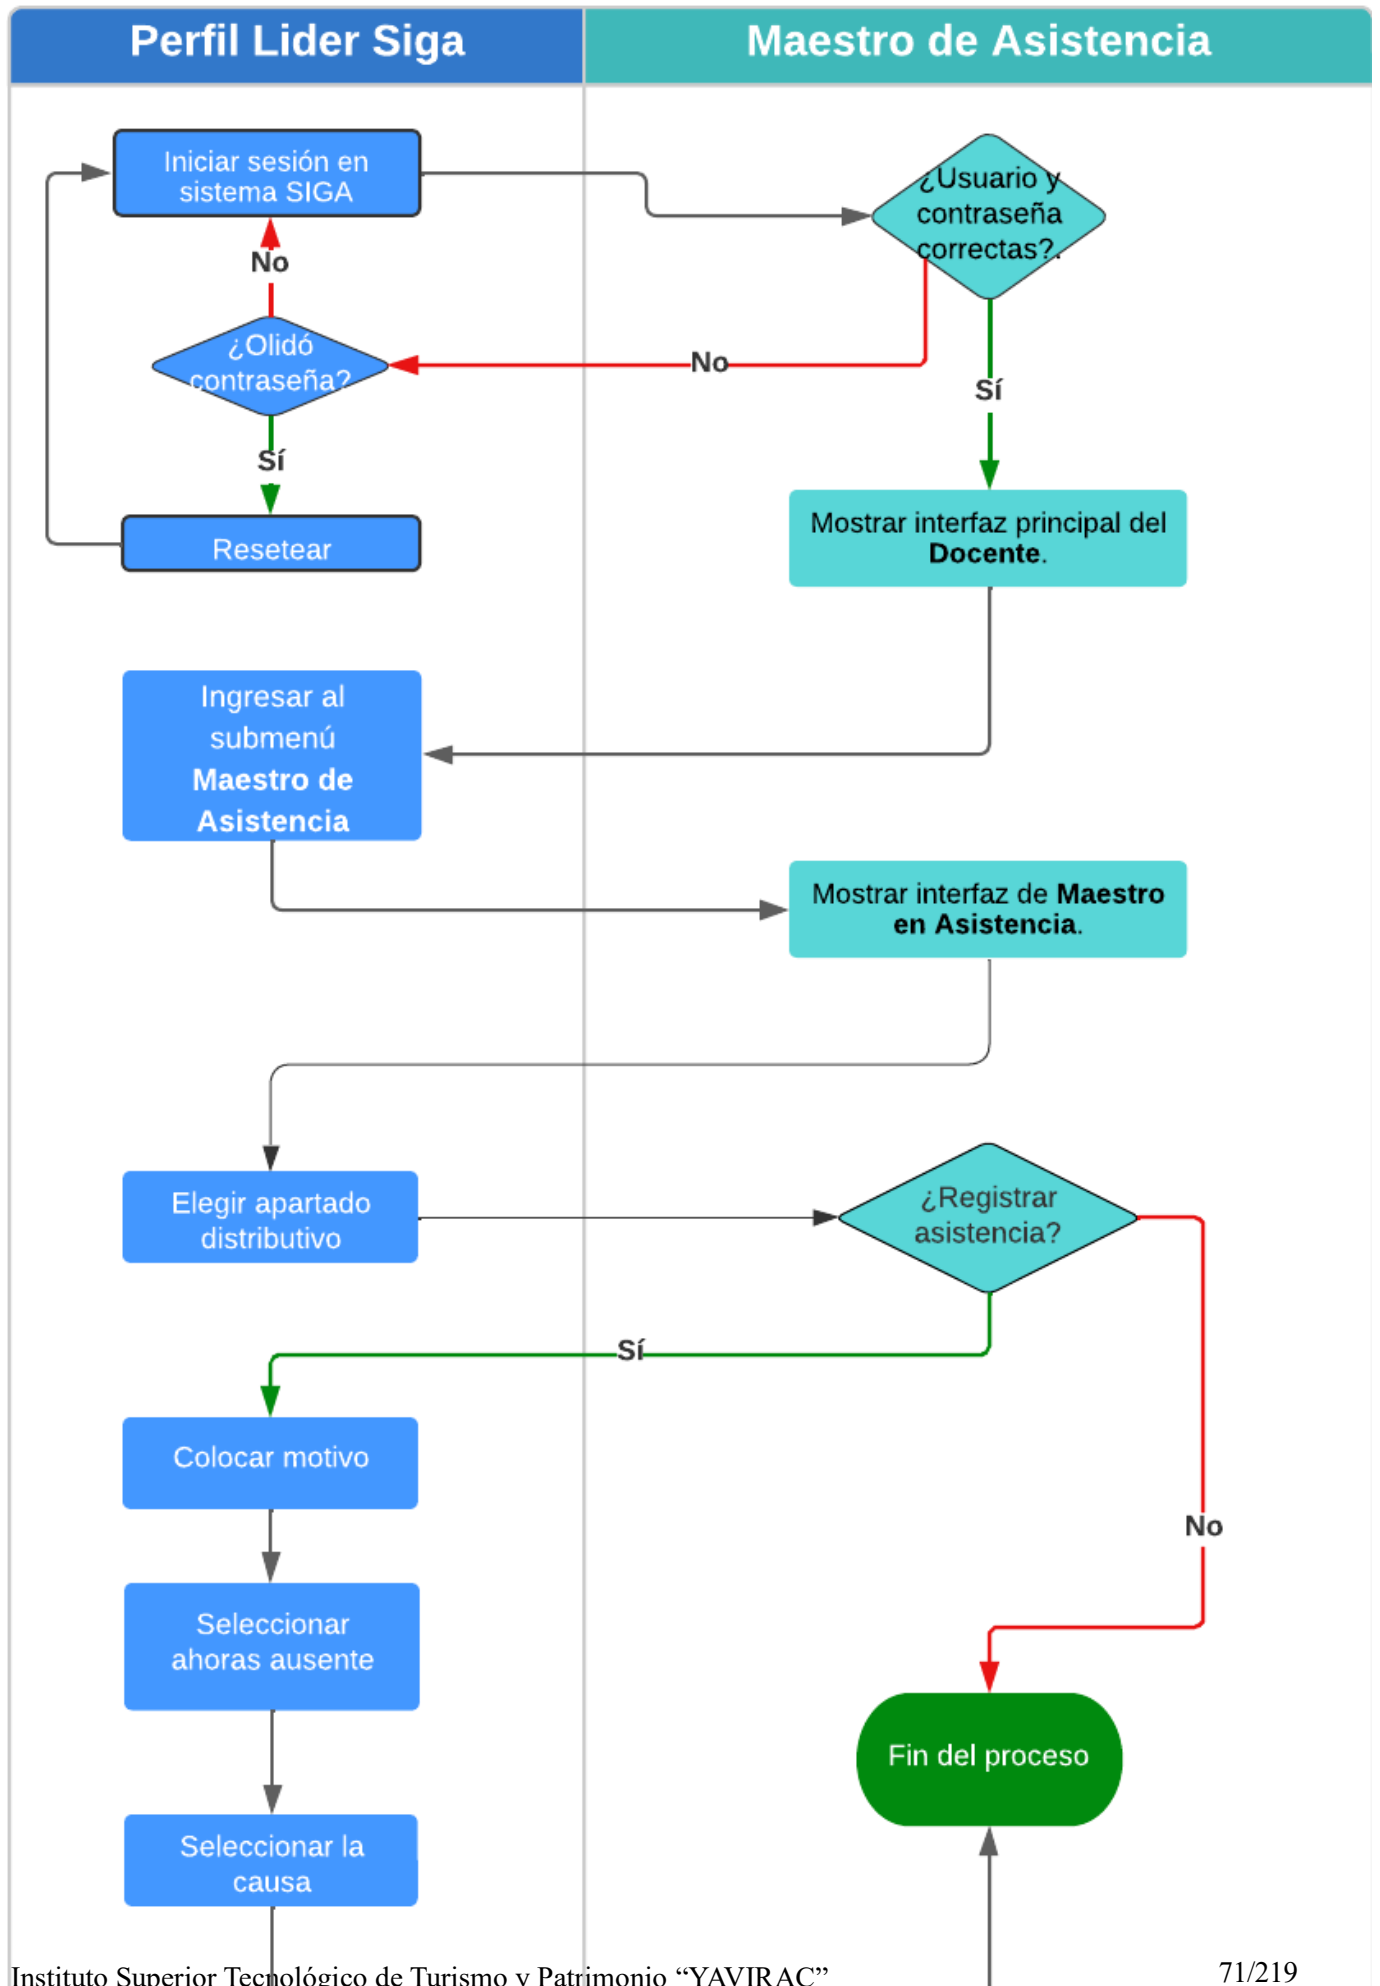 Perfil Lider Siga
Maestro de Asistencia
Iniciar sesión en
sistema SIGA
¿Usuario y
contraseña
correctas?.
No
¿Olidó
contraseña?
No
Sí
Sí
Resetear
Mostrar interfaz principal del
Docente.
Ingresar al
submenú
Maestro de
Asistencia
Mostrar interfaz de Maestro
en Asistencia.
Elegir apartado
distributivo
¿Registrar
asistencia?
Sí
Colocar motivo
No
Seleccionar
ahoras ausente
Fin del proceso
Seleccionar la
causa
Instituto Superior Tecnológico de Turismo y Patrimonio “YAVIRAC”
71/219